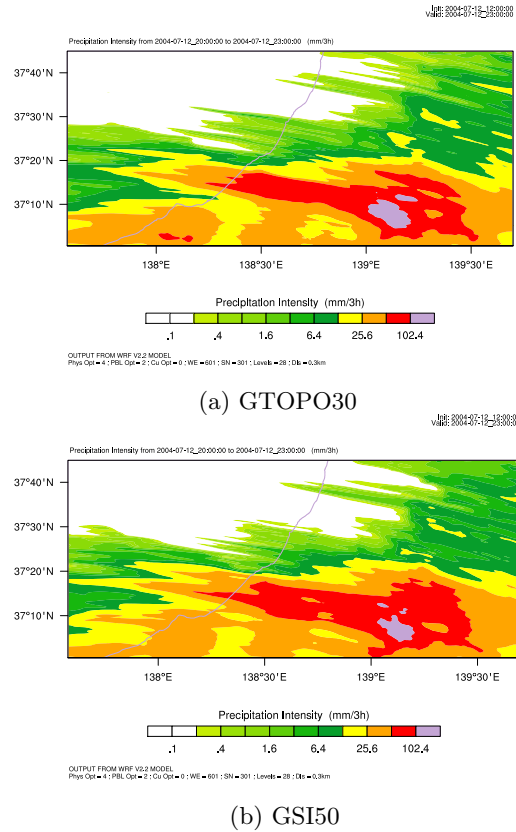 Init: 2004-07-12_12:00:00
Valid: 2004-07-12_23:00:00
Precipitation Intensity from 2004-07-12_20:00:00 to 2004-07-12_23:00:00 (mm/3h)
37°40'N
37°30'N
37°20'N
37°10'N
138°E 138°30'E 139°E 139°30'E
Precipitation Intensity (mm/3h)
.1 .4 1.6 6.4 25.6 102.4
OUTPUT FROM WRF V2.2 MODEL
Phys Opt = 4 ; PBL Opt = 2 ; Cu Opt = 0 ; WE = 601 ; SN = 301 ; Levels = 28 ; Dis = 0.3km
(a) GTOPO30
Init: 2004-07-12_12:00:0
Valid: 2004-07-12_23:00:0
Precipitation Intensity from 2004-07-12_20:00:00 to 2004-07-12_23:00:00 (mm/3h)
37°40'N
37°30'N
37°20'N
37°10'N
138°E 138°30'E 139°E 139°30'E
Precipitation Intensity (mm/3h)
.1 .4 1.6 6.4 25.6 102.4
OUTPUT FROM WRF V2.2 MODEL
Phys Opt = 4 ; PBL Opt = 2 ; Cu Opt = 0 ; WE = 601 ; SN = 301 ; Levels = 28 ; Dis = 0.3km
(b) GSI50